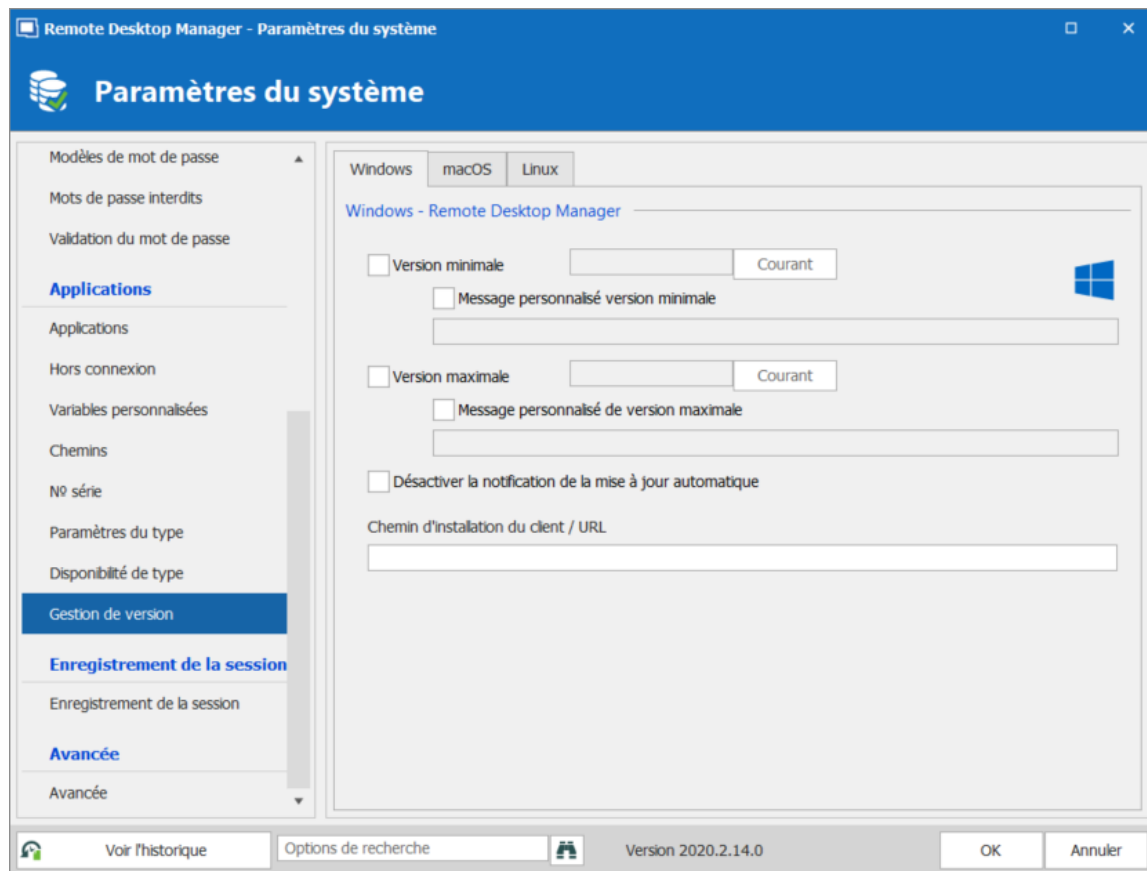 Remote Desktop Manager - Paramètres du système
Paramètres du système
Modèles de mot de passe
Mots de passe interdits
Validation du mot de passe
Applications
Applications
Hors connexion
Variables personnalisées
Chemins
Nº série
Paramètres du type
Disponibilité de type
Gestion de version
Enregistrement de la session
Enregistrement de la session
Avancée
Avancée
Windows macOS Linux
Windows - Remote Desktop Manager
Version minimale Courant
Message personnalisé version minimale
Version maximale Courant
Message personnalisé de version maximale
Désactiver la notification de la mise à jour automatique
Chemin d'installation du client / URL
Voir l'historique Options de recherche Version 2020.2.14.0 OK Annuler